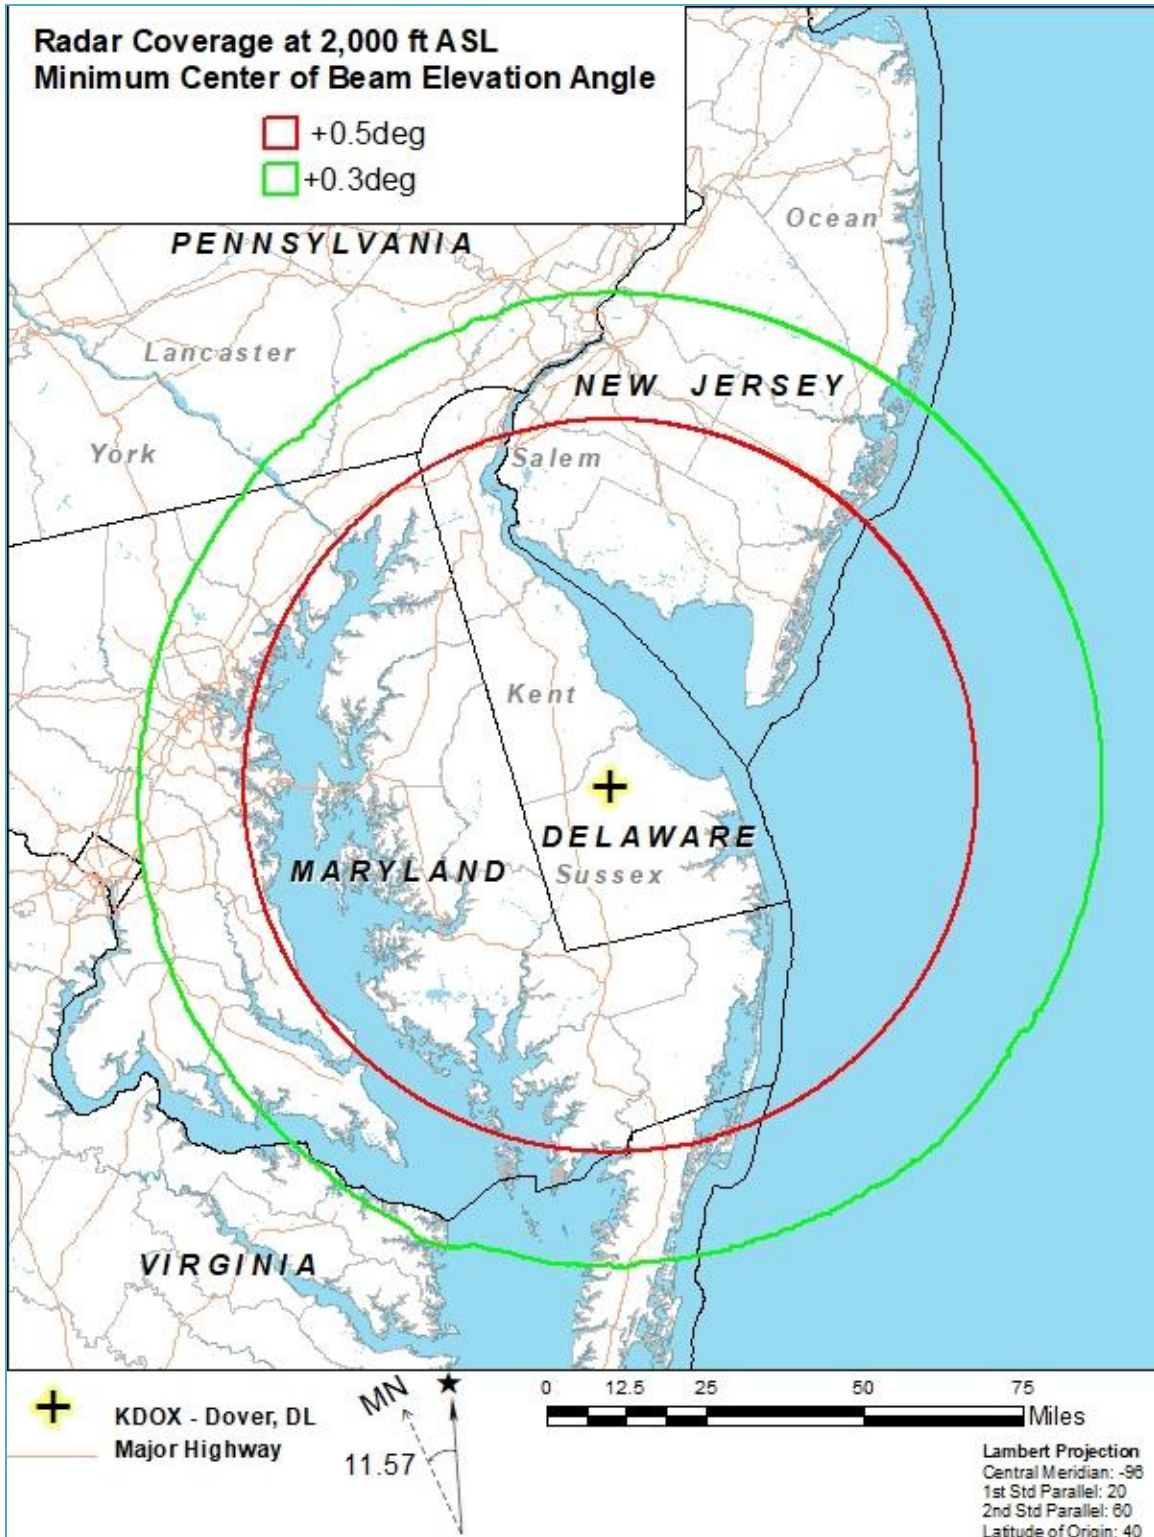 Radar Coverage at 2,000 ft ASL
Minimum Center of Beam Elevation Angle
+0.5deg
+0.3deg
Ocean
PENNSYLVANIA
Lancaster
NEW JERSEY
York
Salem
Kent
DELAWARE
MARYLAND
Sussex
VIRGINIA
KDOX - Dover, DL
Major Highway
MN
11.57
0 12.5 25 50 75
Miles
Lambert Projection
Central Meridian: -96
1st Std Parallel: 20
2nd Std Parallel: 60
Latitude of Origin: 40